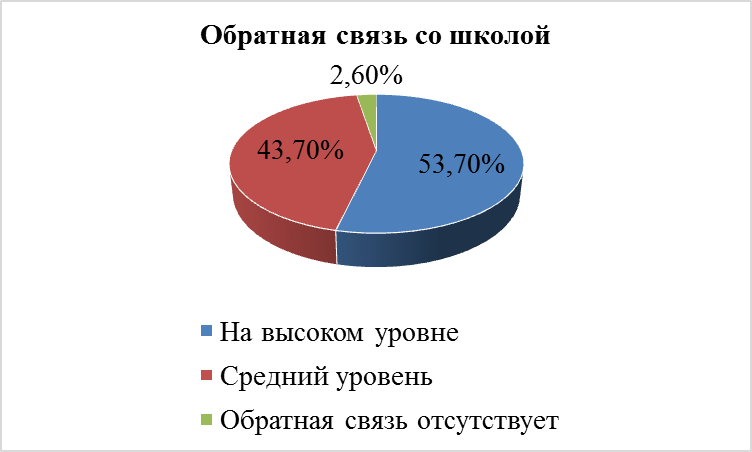 Обратная связь со школой
2,60%
43,70%
53,70%
На высоком уровне
Средний уровень
Обратная связь отсутствует